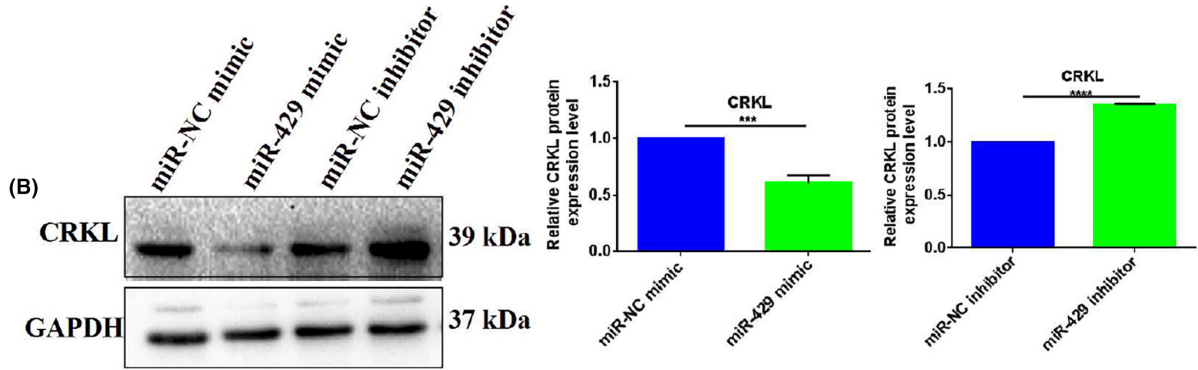 (B)
miR-NC mimic
miR-429 mimic
miR-NC inhibitor
miR-429 inhibitor
CRKL
39 kDa
GAPDH
37 kDa
Relative CRKL protein
expression level
1.5
1.0
0.5
0.0
CRKL
***
miR-NC mimic
miR-429 mimic
Relative CRKL protein
expression level
1.5
1.0
0.5
0.0
CRKL
****
miR-NC inhibitor
miR-429 inhibitor